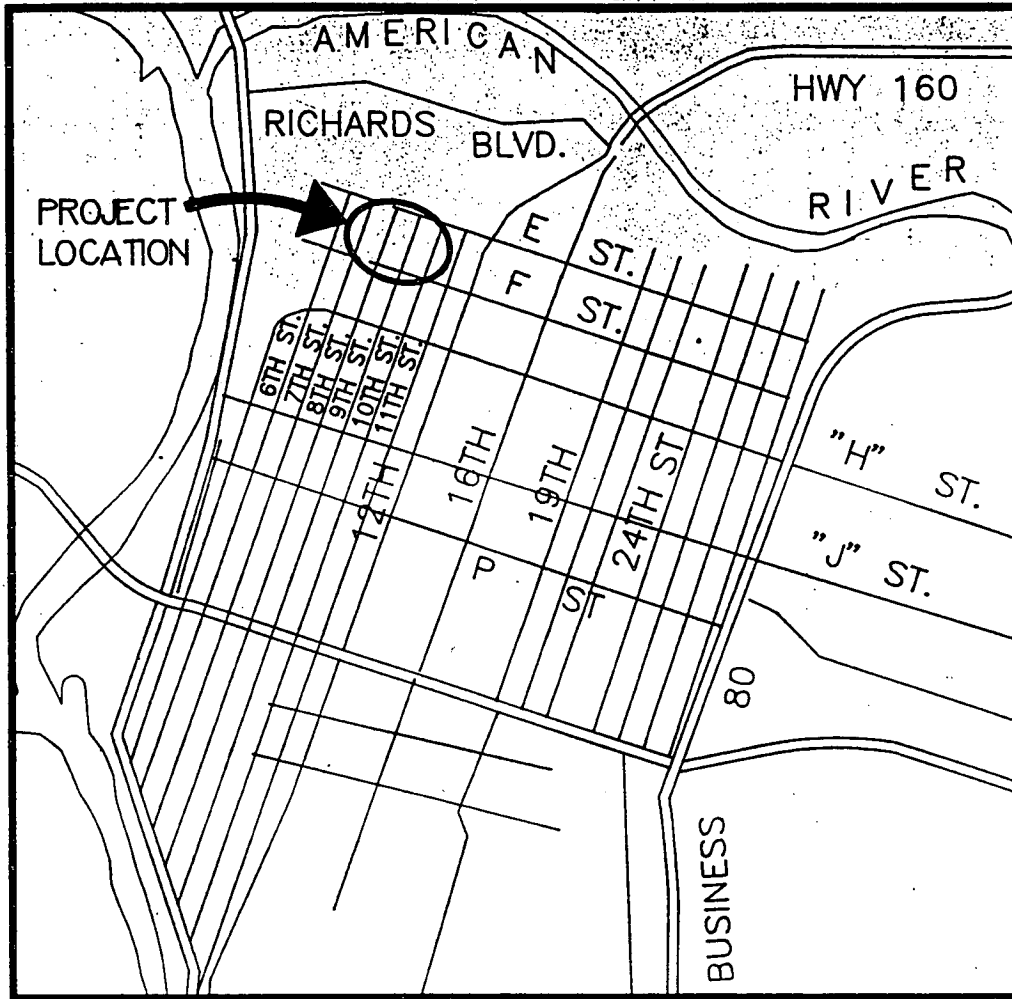 AMERICAN
HWY 160
RICHARDS
BLVD.
RIVER
PROJECT
LOCATION
E ST.
F ST.
6TH ST.
7TH ST.
8TH ST.
9TH ST.
10TH ST.
11TH ST.
12TH
16TH
19TH
24TH ST
"H" ST.
"J" ST.
P ST
80
BUSINESS